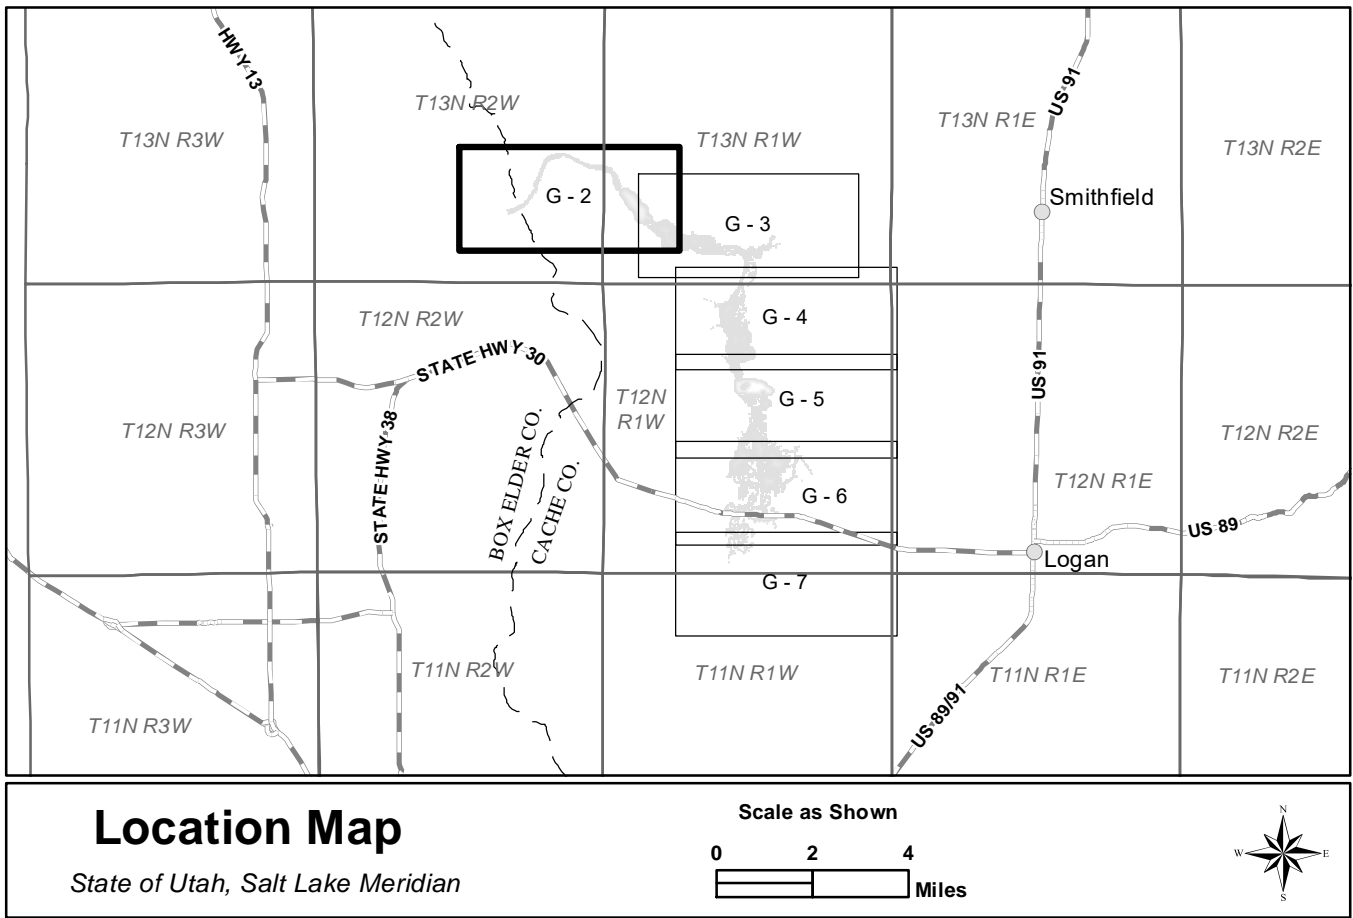 HWY 13
US 91
T13N R2W
T13N R1W
T13N R1E
T13N R3W
T13N R2E
G - 2
Smithfield
G - 3
T12N R2W
G - 4
STATE HWY 30
US 91
T12N
R1W
G - 5
STATE HWY 38
BOX ELDER CO.
CACHE CO.
T12N R3W
T12N R2E
T12N R1E
G - 6
US 89
Logan
G - 7
T11N R2W
T11N R1W
T11N R1E
T11N R2E
T11N R3W
US 89/91
Location Map
State of Utah, Salt Lake Meridian
Scale as Shown
0 2 4
Miles
N
W E
S